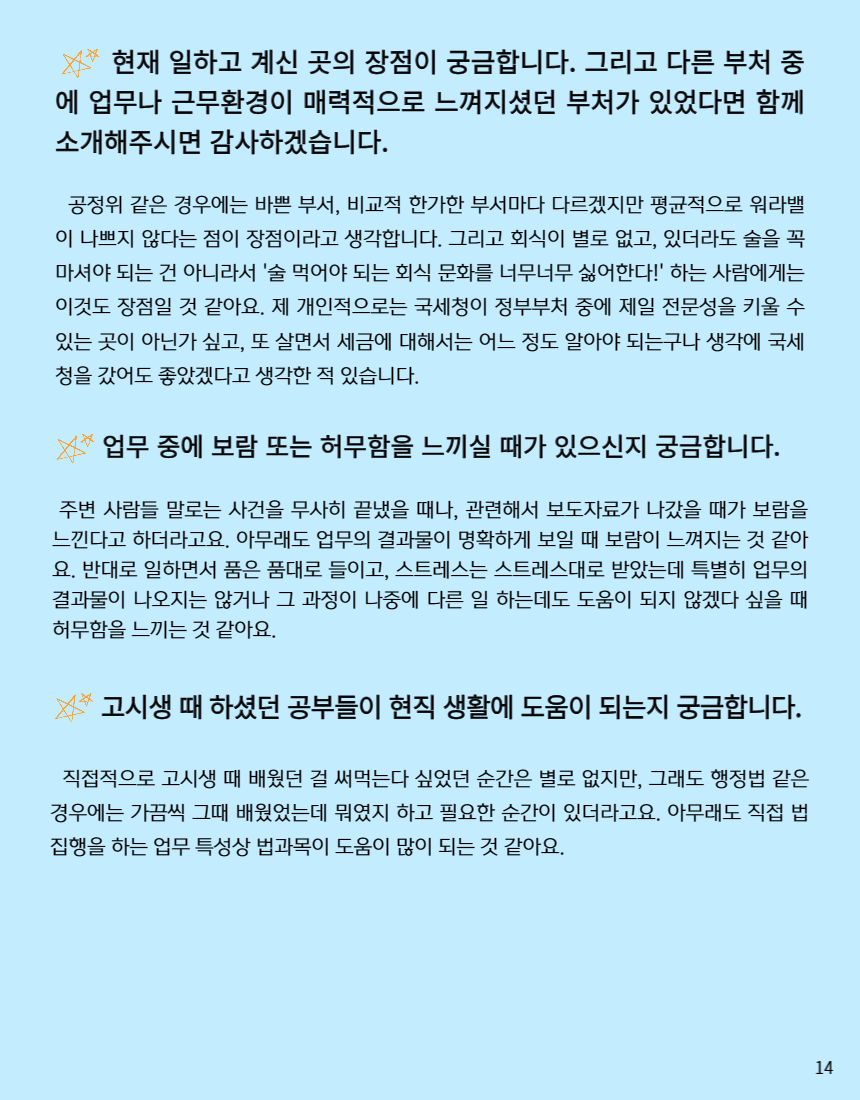 현재 일하고 계신 곳의 장점이 궁금합니다. 그리고 다른 부처 중
에 업무나 근무환경이 매력적으로 느껴지셨던 부처가 있었다면 함께
소개해주시면 감사하겠습니다.
공정위 같은 경우에는 바쁜 부서, 비교적 한가한 부서마다 다르겠지만 평균적으로 워라밸
이 나쁘지 않다는 점이 장점이라고 생각합니다. 그리고 회식이 별로 없고, 있더라도 술을 꼭
마셔야 되는 건 아니라서 '술 먹어야 되는 회식 문화를 너무너무 싫어한다!' 하는 사람에게는
이것도 장점일 것 같아요. 제 개인적으로는 국세청이 정부부처 중에 제일 전문성을 키울 수
있는 곳이 아닌가 싶고, 또 살면서 세금에 대해서는 어느 정도 알아야 되는구나 생각에 국세
청을 갔어도 좋았겠다고 생각한 적 있습니다.
업무 중에 보람 또는 허무함을 느끼실 때가 있으신지 궁금합니다.
주변 사람들 말로는 사건을 무사히 끝냈을 때나, 관련해서 보도자료가 나갔을 때가 보람을
느낀다고 하더라고요. 아무래도 업무의 결과물이 명확하게 보일 때 보람이 느껴지는 것 같아
요. 반대로 일하면서 품은 품대로 들이고, 스트레스는 스트레스대로 받았는데 특별히 업무의
결과물이 나오지는 않거나 그 과정이 나중에 다른 일 하는데도 도움이 되지 않겠다 싶을 때
허무함을 느끼는 것 같아요.
고시생 때 하셨던 공부들이 현직 생활에 도움이 되는지 궁금합니다.
직접적으로 고시생 때 배웠던 걸 써먹는다 싶었던 순간은 별로 없지만, 그래도 행정법 같은
경우에는 가끔씩 그때 배웠었는데 뭐였지 하고 필요한 순간이 있더라고요. 아무래도 직접 법
집행을 하는 업무 특성상 법과목이 도움이 많이 되는 것 같아요.
14